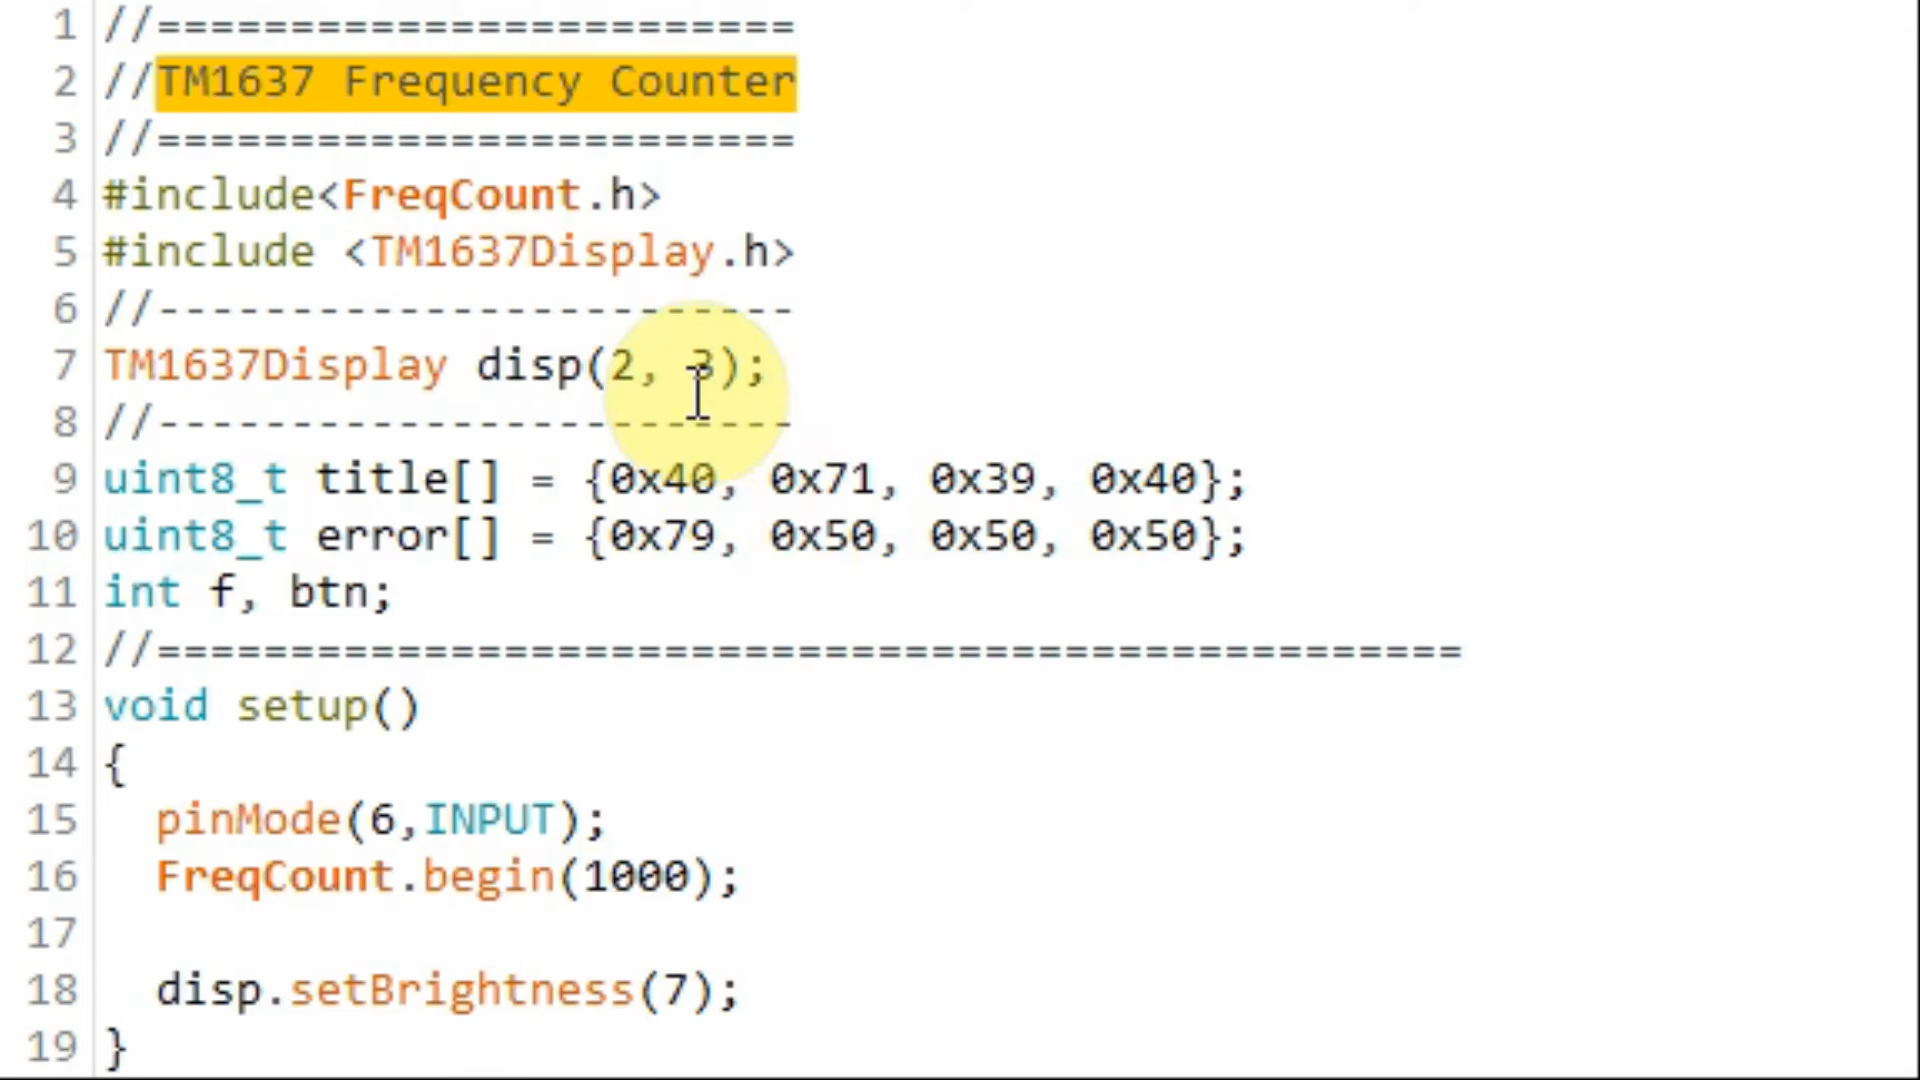 1 //========================
2 //TM1637 Frequency Counter
3 //========================
4 #include<FreqCount.h>
5 #include <TM1637Display.h>
6 //------------------------
7 TM1637Display disp(2, 3);
8 //------------------------
9 uint8_t title[] = {0x40, 0x71, 0x39, 0x40};
10 uint8_t error[] = {0x79, 0x50, 0x50, 0x50};
11 int f, btn;
12 //=================================================
13 void setup()
14 {
15   pinMode(6,INPUT);
16   FreqCount.begin(1000);
17
18   disp.setBrightness(7);
19 }